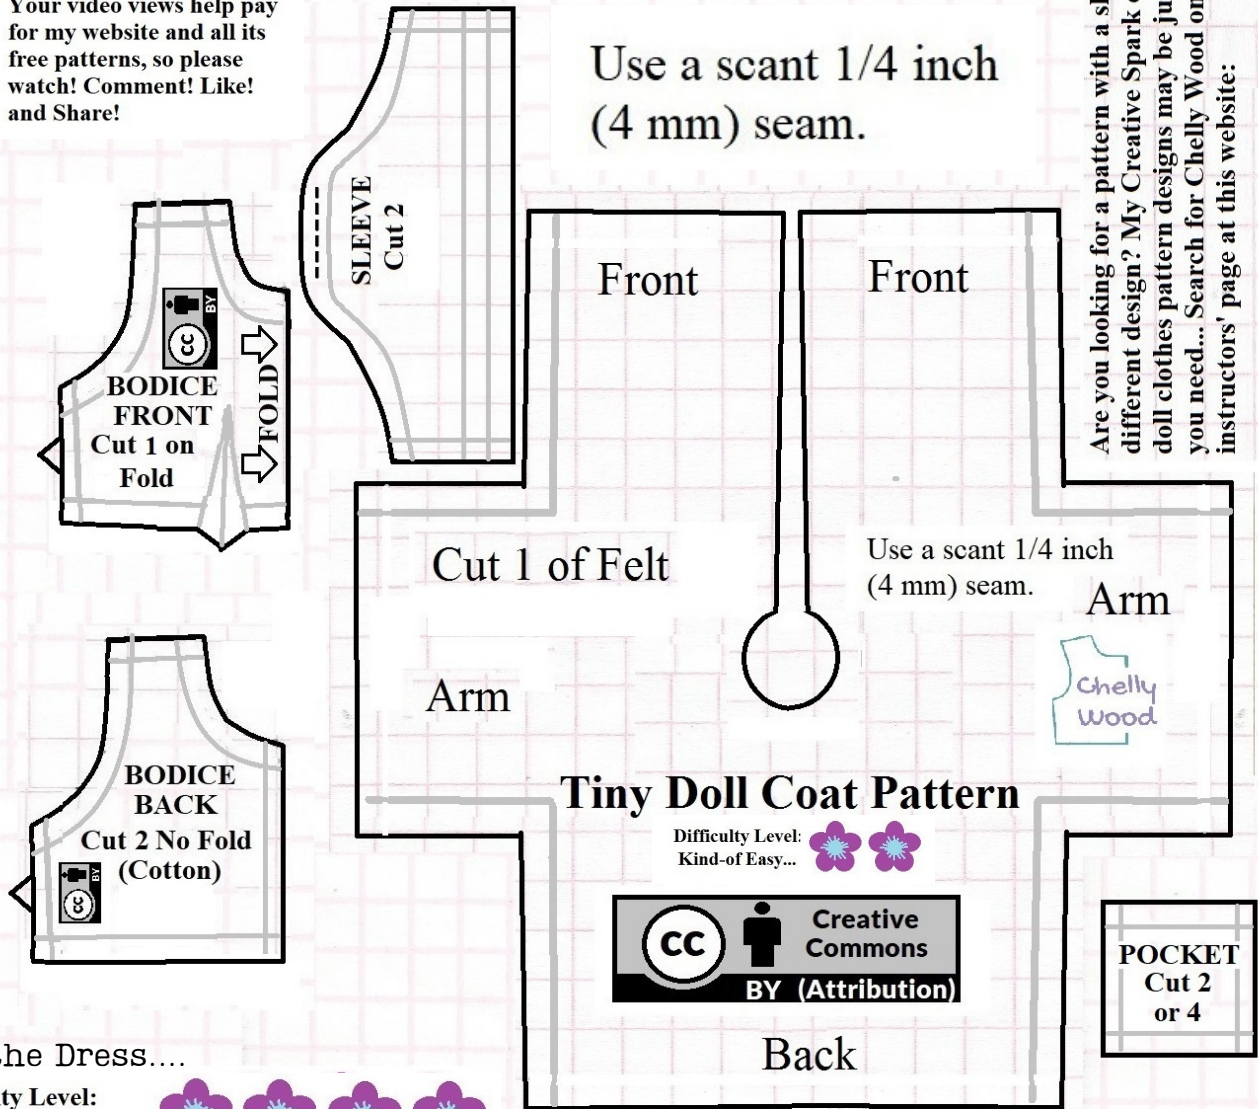 Your video views help pay
for my website and all its
free patterns, so please
watch! Comment! Like!
and Share!
Use a scant 1/4 inch
(4 mm) seam.
Are you looking for a pattern with a
different design? My Creative Spark
doll clothes pattern designs may be
you need... Search for Chelly Wood on
instructors' page at this website:
SLEEVE
Cut 2
BY
CC
BODICE
FRONT
Cut 1 on
Fold
FOLD
Front
Front
Cut 1 of Felt
Use a scant 1/4 inch
(4 mm) seam.
Arm
Arm
Chelly
Wood
BODICE
BACK
Cut 2 No Fold
(Cotton)
BY
CC
Tiny Doll Coat Pattern
Difficulty Level:
Kind-of Easy...
CC
Creative
Commons
BY (Attribution)
Back
POCKET
Cut 2
or 4
the Dress....
Level: